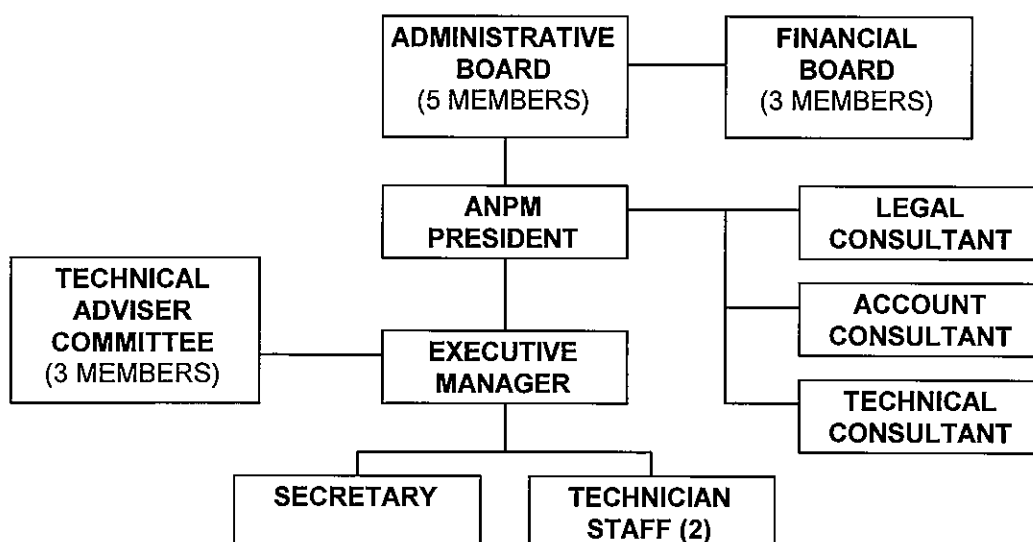 ADMINISTRATIVE
BOARD
(5 MEMBERS)
FINANCIAL
BOARD
(3 MEMBERS)
ANPM
PRESIDENT
LEGAL
CONSULTANT
TECHNICAL
ADVISER
COMMITTEE
(3 MEMBERS)
ACCOUNT
CONSULTANT
EXECUTIVE
MANAGER
TECHNICAL
CONSULTANT
SECRETARY
TECHNICIAN
STAFF (2)